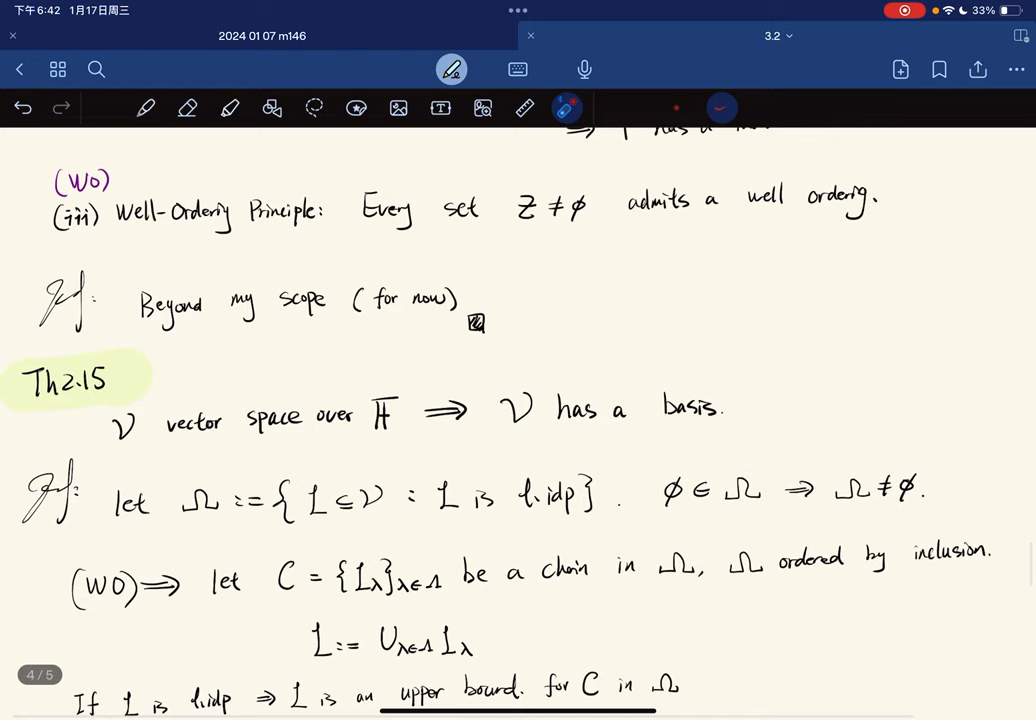 下午6:42 1月17日周三
33%
2024 01 07 m146
3.2
⇒ has a
(WO)
(iii) Well-Orderig Principle: Every set Z ≠ ∅ admits a well orderig.
Pf: Beyond my scope (for now)
Th2.15
V vector space over F ⇒ V has a basis.
Pf: let Ω := {L ⊆ V : L is l.idp}. ∅ ∈ Ω ⇒ Ω ≠ ∅.
(WO) ⇒ let C = {L_λ}_{λ∈Λ} be a chain in Ω, Ω ordered by inclusion.
L := ∪_{λ∈Λ} L_λ
4/5
If L is l.idp ⇒ L is an upper bound. for C in Ω